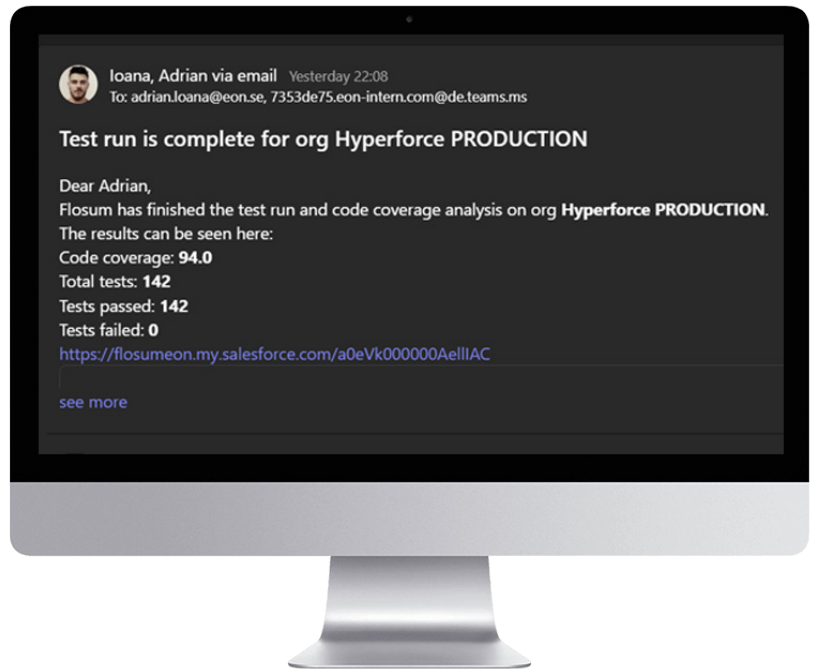 Ioana, Adrian via email Yesterday 22:08
To: adrian.Ioana@eon.se, 7353de75.eon-intern.com@de.teams.ms
Test run is complete for org Hyperforce PRODUCTION
Dear Adrian,
Flosum has finished the test run and code coverage analysis on org Hyperforce PRODUCTION.
The results can be seen here:
Code coverage: 94.0
Total tests: 142
Tests passed: 142
Tests failed: 0
https://flosumeon.my.salesforce.com/a0eVk000000AellIAC
see more